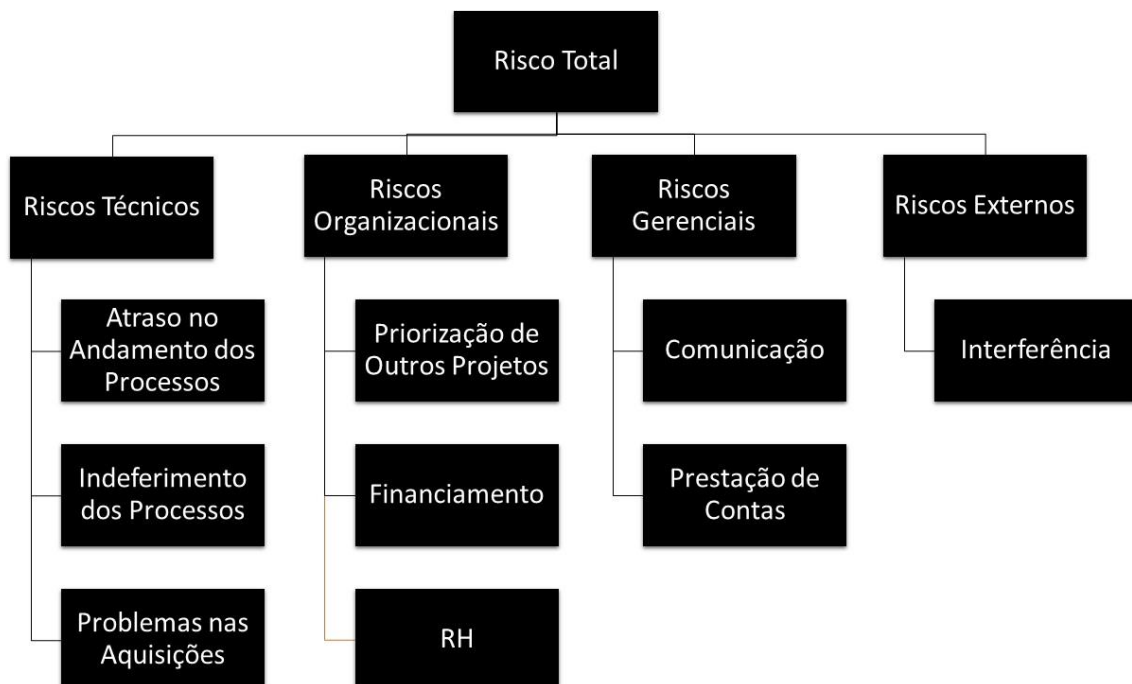 Risco Total
Riscos Técnicos
Riscos
Organizacionais
Riscos
Gerenciais
Riscos Externos
Atraso no
Andamento dos
Processos
Priorização de
Outros Projetos
Comunicação
Interferência
Indeferimento
dos Processos
Financiamento
Prestação de
Contas
Problemas nas
Aquisições
RH